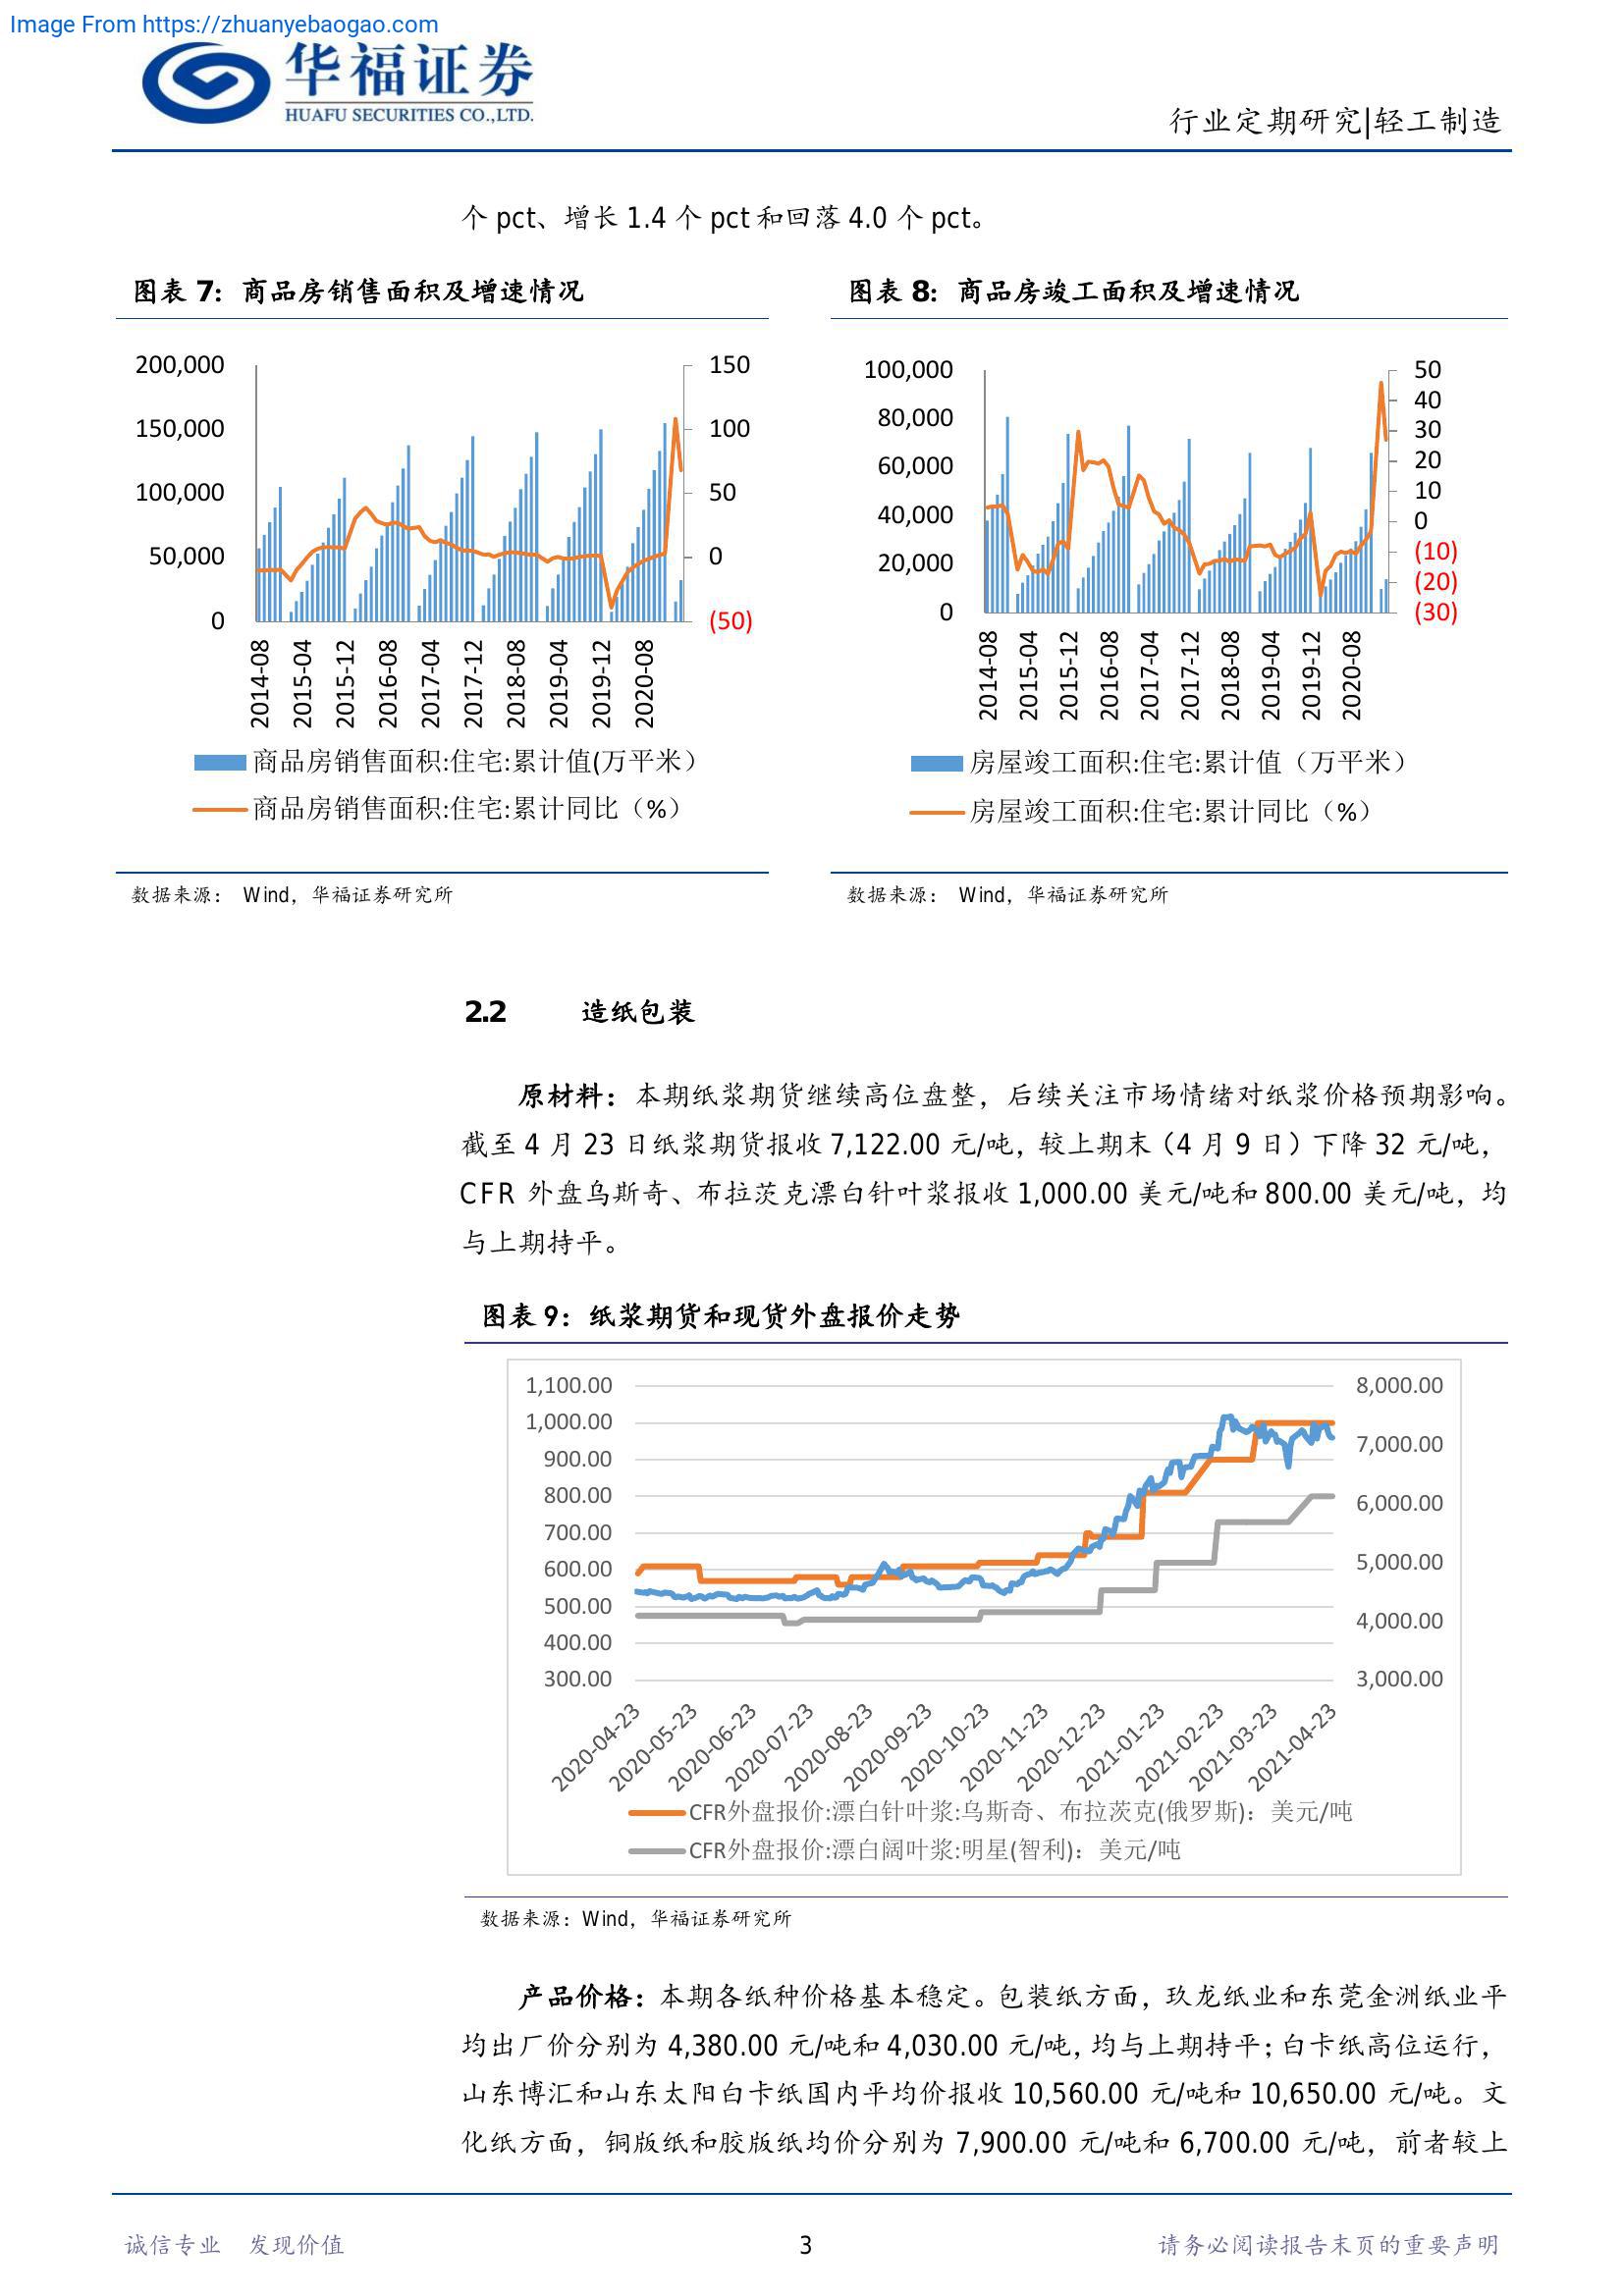 Image From https://zhuanyebaogao.com
华福证券
HUAFU SECURITIES CO.,LTD.
行业定期研究|轻工制造
个 pct、增长 1.4 个 pct 和回落 4.0 个 pct。
图表 7：商品房销售面积及增速情况
200,000
150,000
100,000
50,000
0
150
100
50
0
(50)
2014-08
2015-04
2015-12
2016-08
2017-04
2017-12
2018-08
2019-04
2019-12
2020-08
商品房销售面积:住宅:累计值(万平米）
商品房销售面积:住宅:累计同比（%）
数据来源： Wind，华福证券研究所
图表 8：商品房竣工面积及增速情况
100,000
80,000
60,000
40,000
20,000
0
50
40
30
20
10
0
(10)
(20)
(30)
2014-08
2015-04
2015-12
2016-08
2017-04
2017-12
2018-08
2019-04
2019-12
2020-08
房屋竣工面积:住宅:累计值（万平米）
房屋竣工面积:住宅:累计同比（%）
数据来源： Wind，华福证券研究所
2.2 造纸包装
原材料：本期纸浆期货继续高位盘整，后续关注市场情绪对纸浆价格预期影响。
截至 4 月 23 日纸浆期货报收 7,122.00 元/吨，较上期末（4 月 9 日）下降 32 元/吨，
CFR 外盘乌斯奇、布拉茨克漂白针叶浆报收 1,000.00 美元/吨和 800.00 美元/吨，均
与上期持平。
图表 9：纸浆期货和现货外盘报价走势
1,100.00
1,000.00
900.00
800.00
700.00
600.00
500.00
400.00
300.00
8,000.00
7,000.00
6,000.00
5,000.00
4,000.00
3,000.00
2020-04-23
2020-05-23
2020-06-23
2020-07-23
2020-08-23
2020-09-23
2020-10-23
2020-11-23
2020-12-23
2021-01-23
2021-02-23
2021-03-23
2021-04-23
CFR外盘报价:漂白针叶浆:乌斯奇、布拉茨克(俄罗斯)：美元/吨
CFR外盘报价:漂白阔叶浆:明星(智利)：美元/吨
数据来源：Wind，华福证券研究所
产品价格：本期各纸种价格基本稳定。包装纸方面，玖龙纸业和东莞金洲纸业平
均出厂价分别为 4,380.00 元/吨和 4,030.00 元/吨，均与上期持平；白卡纸高位运行，
山东博汇和山东太阳白卡纸国内平均价报收 10,560.00 元/吨和 10,650.00 元/吨。文
化纸方面，铜版纸和胶版纸均价分别为 7,900.00 元/吨和 6,700.00 元/吨，前者较上
诚信专业 发现价值
3
请务必阅读报告末页的重要声明